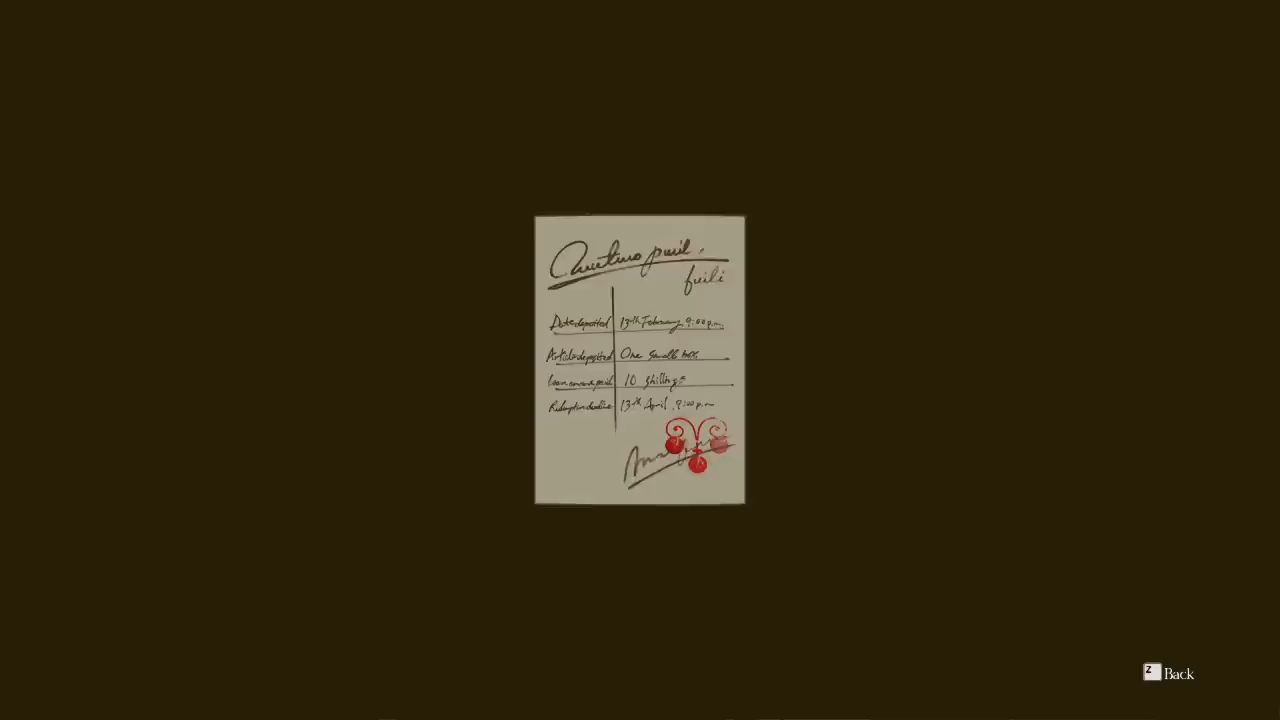 Date deposited 13th February, 9:00 p.m.
Article deposited One small box
Loan amount paid 10 shillings
Redemption deadline 13th April, 9:00 p.m
Z Back